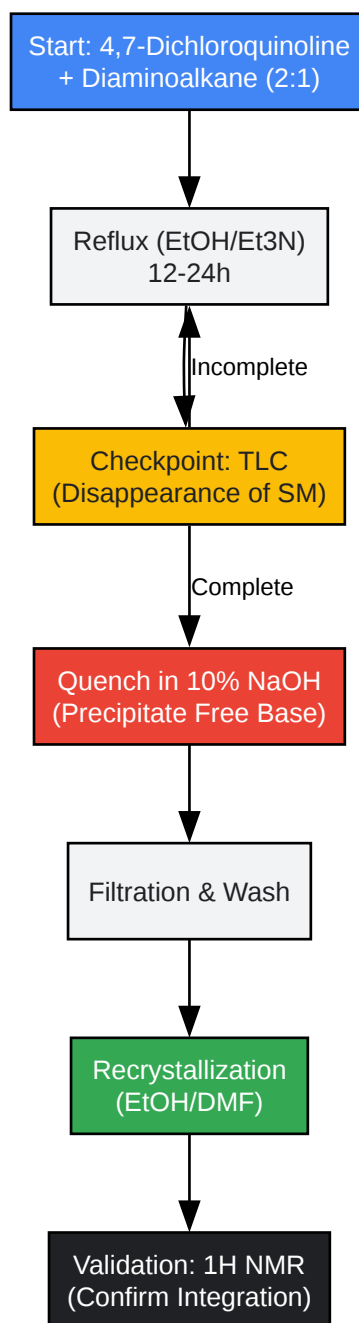 Start: 4,7-Dichloroquinoline
+ Diaminoalkane (2:1)
Reflux (EtOH/Et3N)
12-24h
Incomplete
Checkpoint: TLC
(Disappearance of SM)
Complete
Quench in 10% NaOH
(Precipitate Free Base)
Filtration & Wash
Recrystallization
(EtOH/DMF)
Validation: 1H NMR
(Confirm Integration)